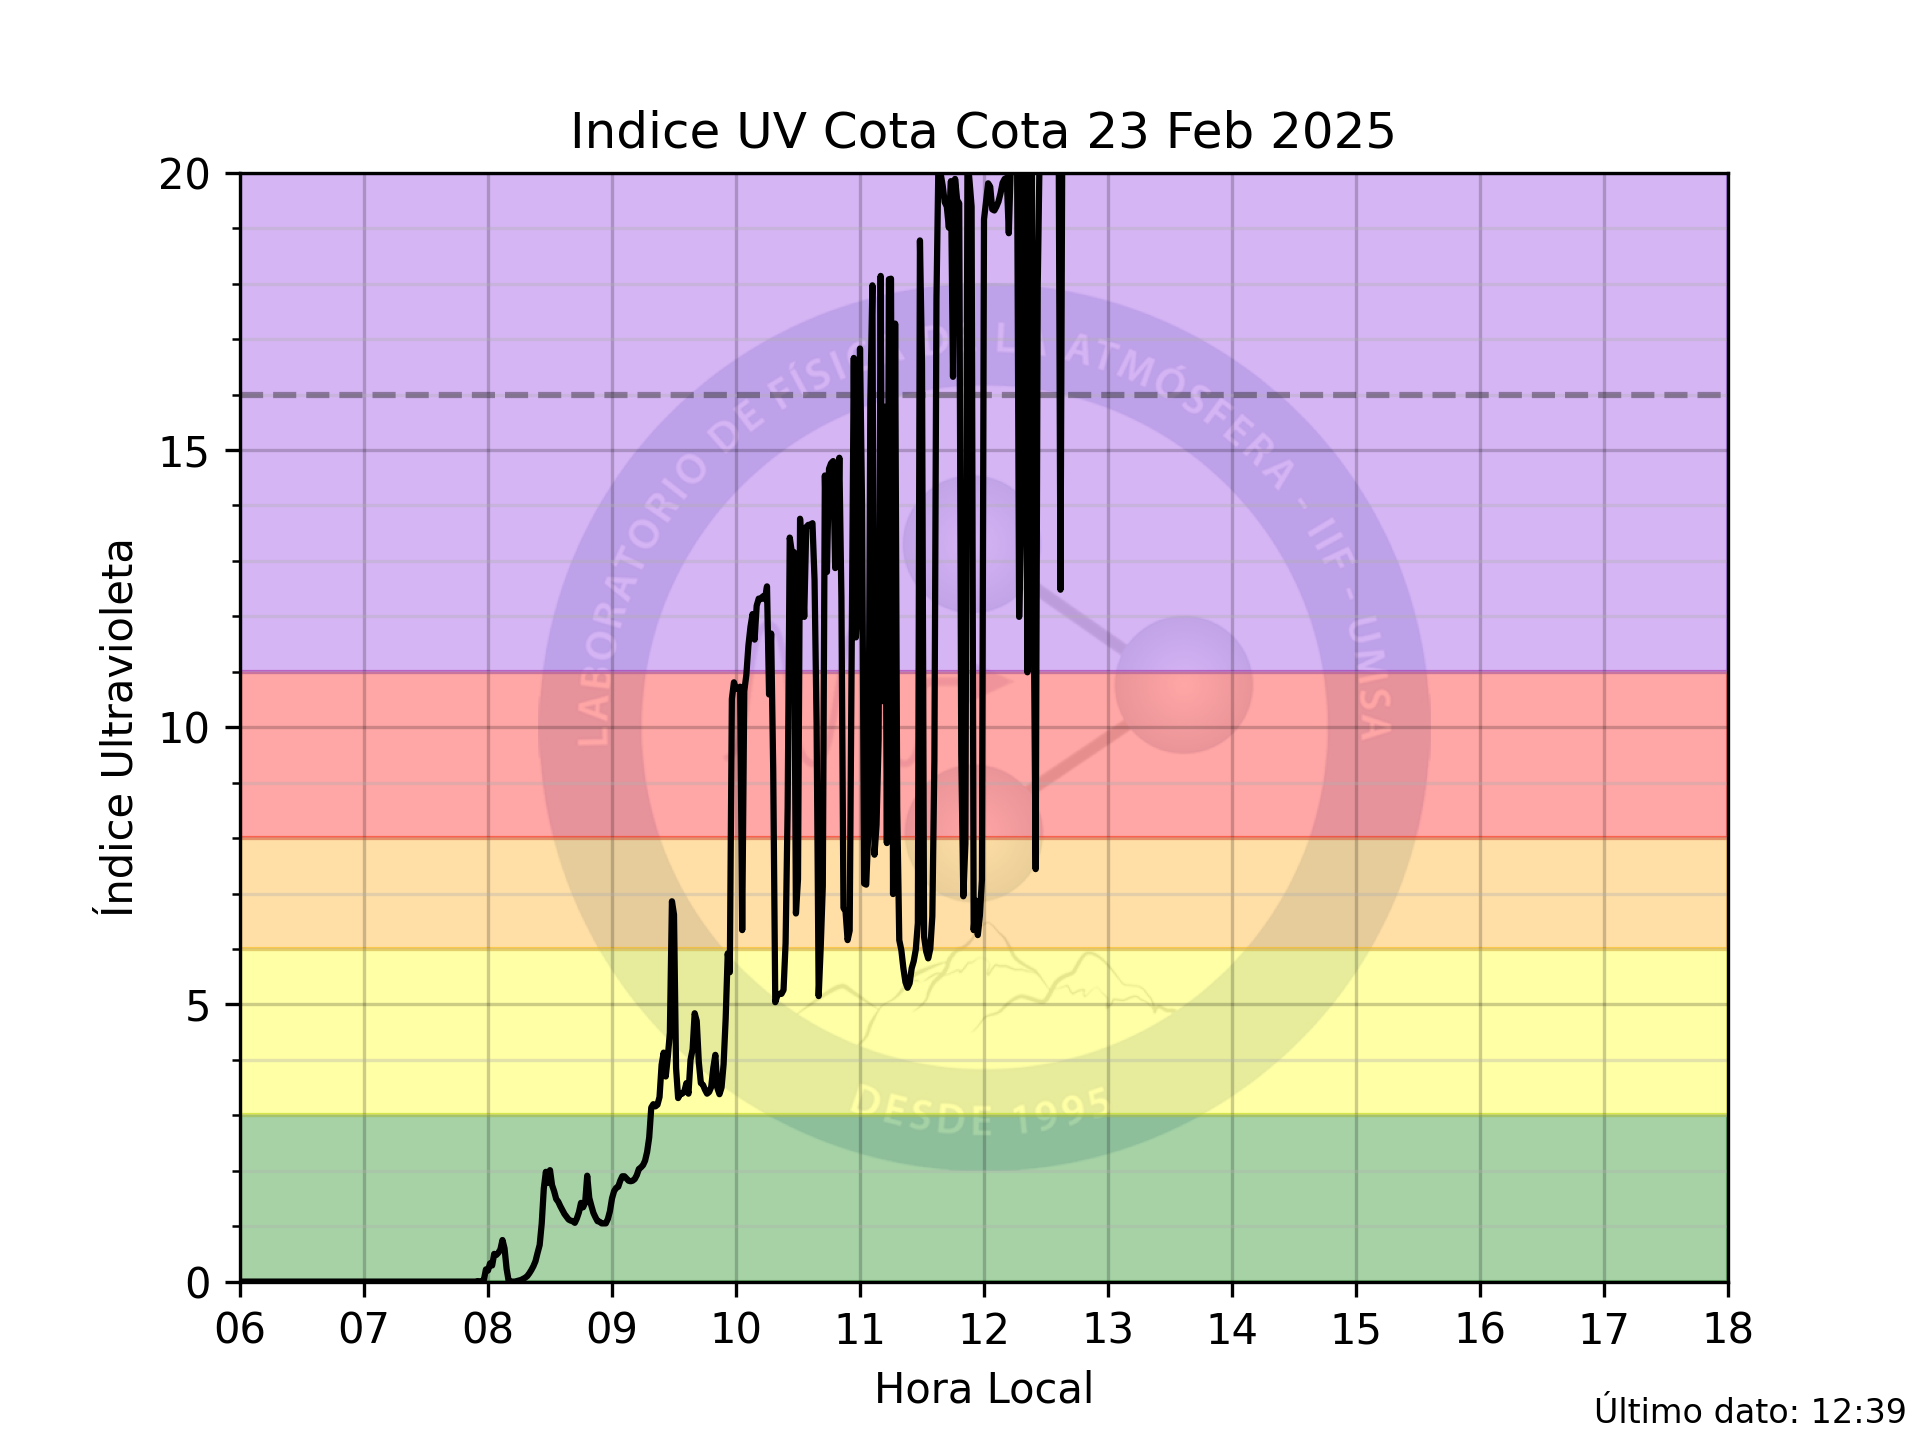 Indice UV Cota Cota 23 Feb 2025
20
15
10
5
0
Índice Ultravioleta
LABORATORIO DE FÍSICA DE LA ATMÓSFERA - IIF - UMSA
DESDE 1995
06 07 08 09 10 11 12 13 14 15 16 17 18
Hora Local
Último dato: 12:39